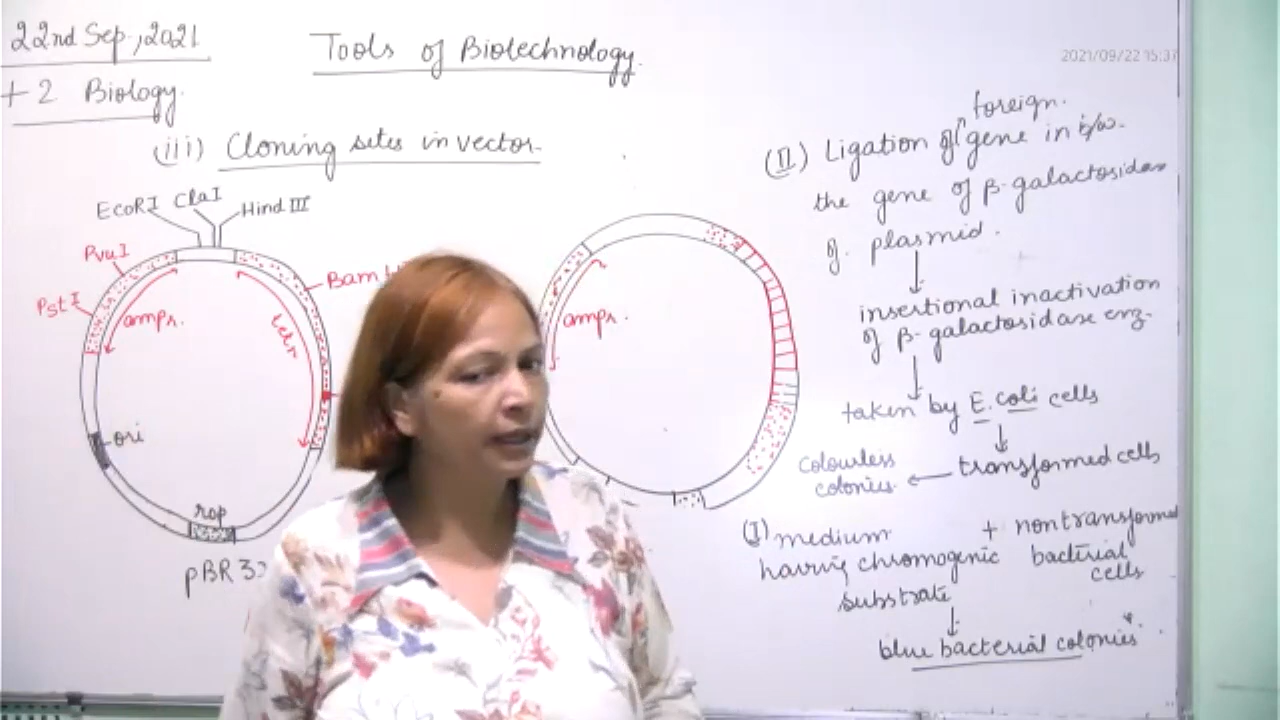 22nd Sep., 2021
+2 Biology.
Tools of Biotechnology.
2021/09/22 15:37
(iii) Cloning sites in vector.
EcoRI ClaI
Hind III
PvuI
PstI
Bam
ampr.
tetr
ori
rop
pBR3
ampr.
(II) Ligation of foreign.
gene in b/w.
the gene of β-galactosidase
of plasmid.
insertional inactivation
of β-galactosidase enz.
taken by E. coli cells
transformed cells
colourless
colonies.
(I) medium
having chromogenic
substrate
+ nontransformed
bacterial
cells
blue bacterial colonies